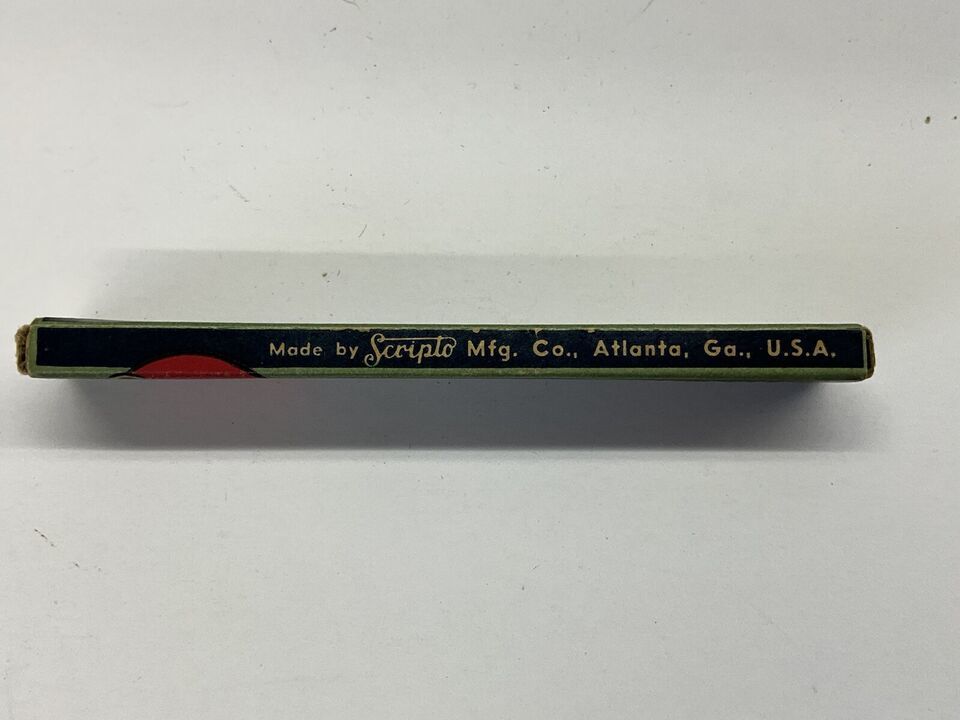 Made by Scripto Mfg. Co., Atlanta, Ga., U.S.A.